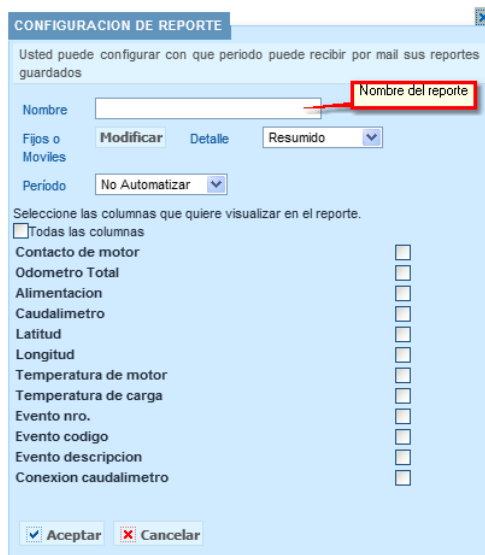 CONFIGURACION DE REPORTE
Usted puede configurar con que periodo puede recibir por mail sus reportes
guardados
Nombre del reporte
Nombre
Fijos o Moviles Modificar Detalle Resumido
Período No Automatizar
Seleccione las columnas que quiere visualizar en el reporte.
Todas las columnas
Contacto de motor
Odometro Total
Alimentacion
Caudalimetro
Latitud
Longitud
Temperatura de motor
Temperatura de carga
Evento nro.
Evento codigo
Evento descripcion
Conexion caudalimetro
Aceptar Cancelar